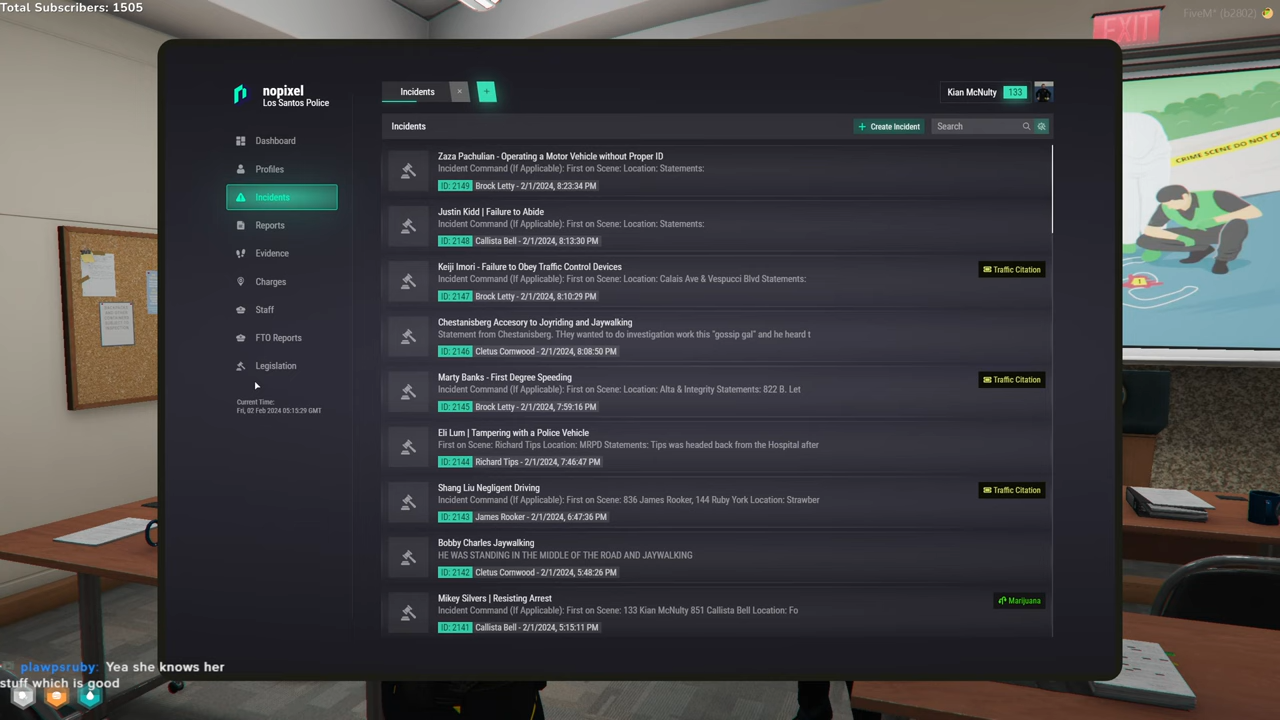 Total Subscribers: 1505
FiveM® (b2802)
EXIT
CRIME SCENE DO NOT C
nopixel
Los Santos Police
Dashboard
Profiles
Incidents
Reports
Evidence
Charges
Staff
FTO Reports
Legislation
Current Time:
Fri, 02 Feb 2024 05:15:29 GMT
Incidents × +
Kian McNulty 133
Incidents
+ Create Incident
Search
Zaza Pachulian - Operating a Motor Vehicle without Proper ID
Incident Command (If Applicable): First on Scene: Location: Statements:
ID: 2149 Brock Letty - 2/1/2024, 8:23:34 PM
Justin Kidd | Failure to Abide
Incident Command (If Applicable): First on Scene: Location: Statements:
ID: 2148 Callista Bell - 2/1/2024, 8:13:30 PM
Keiji Imori - Failure to Obey Traffic Control Devices
Incident Command (If Applicable): First on Scene: Location: Calais Ave & Vespucci Blvd Statements:
ID: 2147 Brock Letty - 2/1/2024, 8:10:29 PM
Traffic Citation
Chestanisberg Accesory to Joyriding and Jaywalking
Statement from Chestanisberg. THey wanted to do investigation work this "gossip gal" and he heard t
ID: 2146 Cletus Cornwood - 2/1/2024, 8:08:50 PM
Marty Banks - First Degree Speeding
Incident Command (If Applicable): First on Scene: Location: Alta & Integrity Statements: 822 B. Let
ID: 2145 Brock Letty - 2/1/2024, 7:59:16 PM
Traffic Citation
Eli Lum | Tampering with a Police Vehicle
First on Scene: Richard Tips Location: MRPD Statements: Tips was headed back from the Hospital after
ID: 2144 Richard Tips - 2/1/2024, 7:46:47 PM
Shang Liu Negligent Driving
Incident Command (If Applicable): First on Scene: 836 James Rooker, 144 Ruby York Location: Strawber
ID: 2143 James Rooker - 2/1/2024, 6:47:36 PM
Traffic Citation
Bobby Charles Jaywalking
HE WAS STANDING IN THE MIDDLE OF THE ROAD AND JAYWALKING
ID: 2142 Cletus Cornwood - 2/1/2024, 5:48:26 PM
Mikey Silvers | Resisting Arrest
Incident Command (If Applicable): First on Scene: 133 Kian McNulty 851 Callista Bell Location: Fo
ID: 2141 Callista Bell - 2/1/2024, 5:15:11 PM
Marijuana
plawpsruby: Yea she knows her
stuff which is good